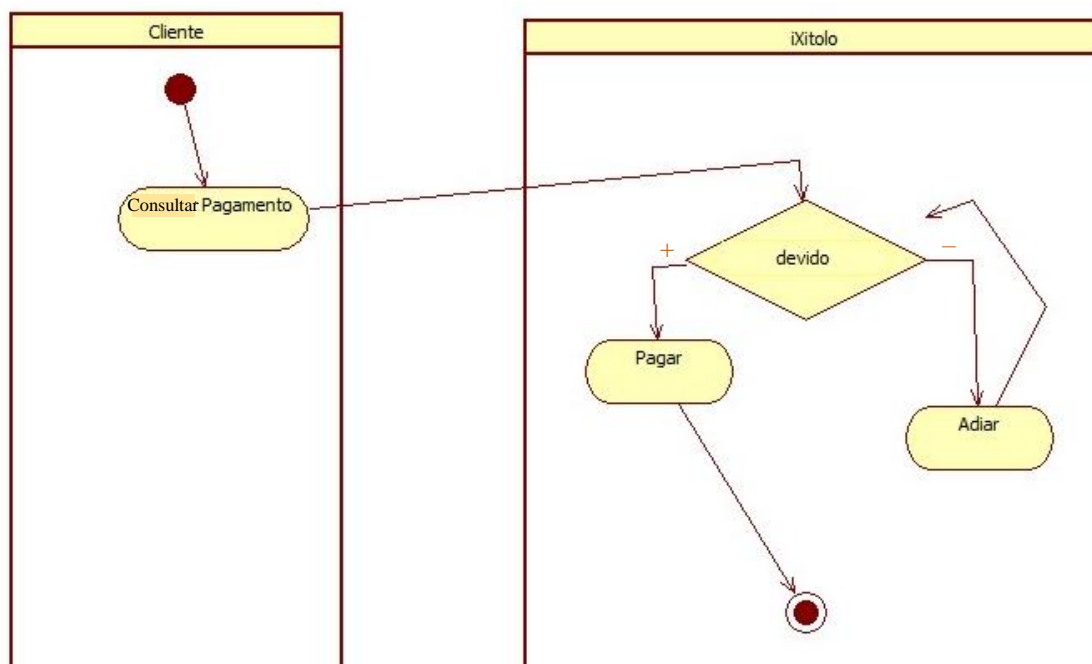 Cliente
iXitolo
Consultar Pagamento
+
devido
−
Pagar
Adiar